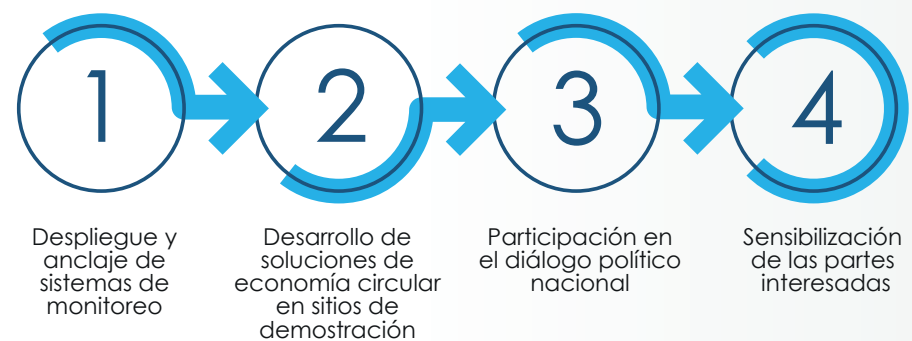 1
Despliegue y
anclaje de
sistemas de
monitoreo
2
Desarrollo de
soluciones de
economía circular
en sitios de
demostración
3
Participación en
el diálogo político
nacional
4
Sensibilización
de las partes
interesadas